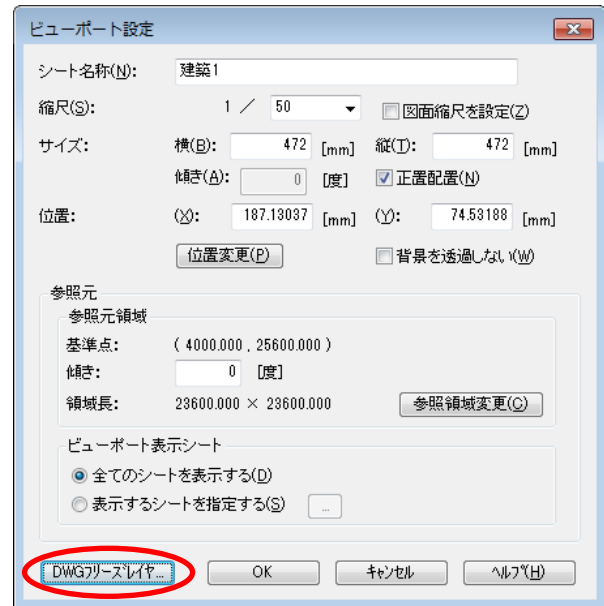 ビューポート設定
シート名称(N): 建築1
縮尺(S): 1 ／ 50 図面縮尺を設定(Z)
サイズ: 横(B): 472 [mm] 縦(T): 472 [mm]
傾き(A): 0 [度] 正置配置(N)
位置: (X): 187.13037 [mm] (Y): 74.53188 [mm]
位置変更(P) 背景を透過しない(W)
参照元
参照元領域
基準点: ( 4000.000 , 25600.000 )
傾き: 0 [度]
領域長: 23600.000 × 23600.000 参照領域変更(C)
ビューポート表示シート
全てのシートを表示する(D)
表示するシートを指定する(S) ...
DWGフリーズレイヤ... OK キャンセル ヘルプ(H)